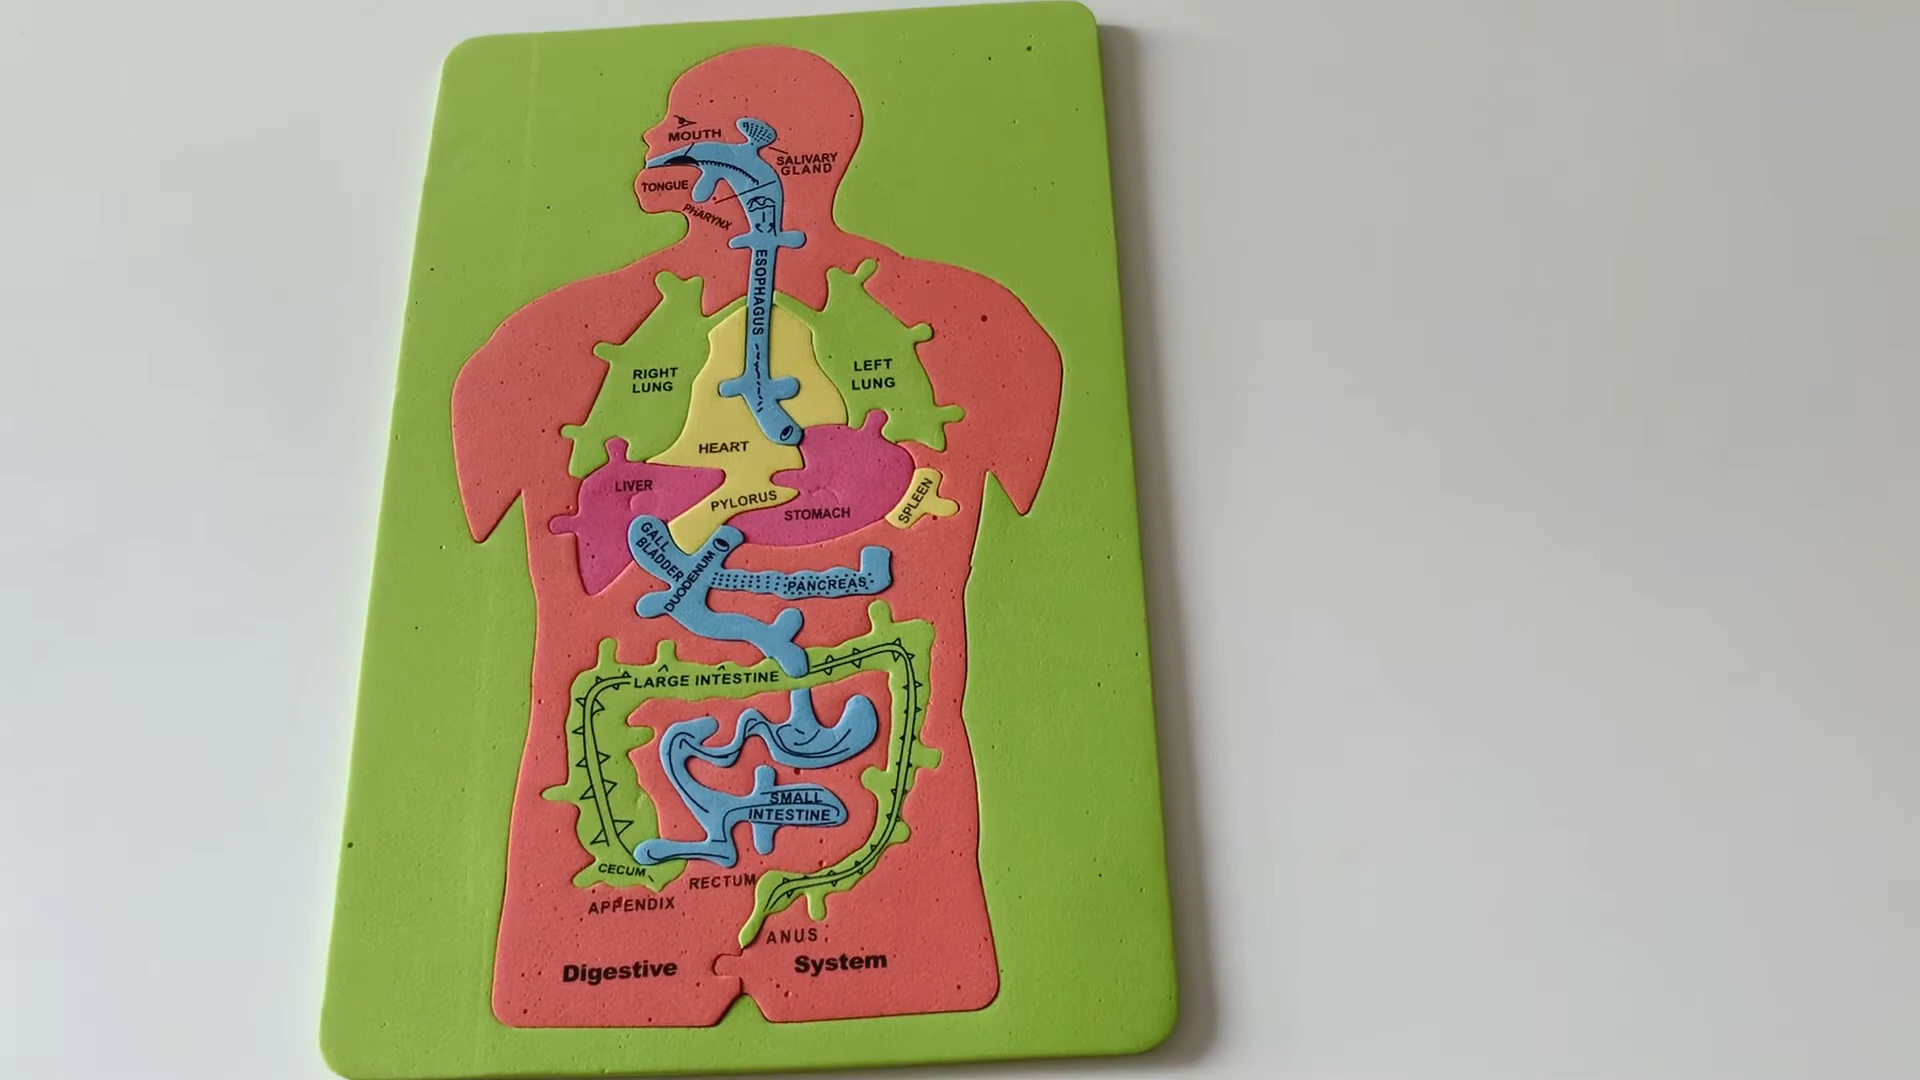 MOUTH
SALIVARY
GLAND
TONGUE
PHARYNX
ESOPHAGUS
RIGHT
LUNG
LEFT
LUNG
HEART
LIVER
PYLORUS
STOMACH
SPLEEN
GALL
BLADDER
DUODENUM
PANCREAS
LARGE INTESTINE
SMALL
INTESTINE
CECUM
RECTUM
APPENDIX
ANUS
Digestive System